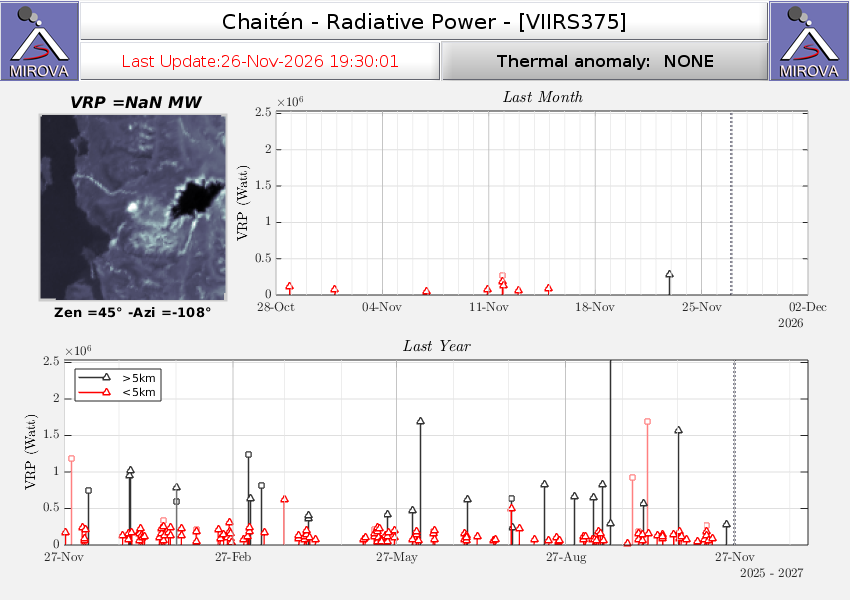 Chaitén - Radiative Power - [VIIRS375]
MIROVA
Last Update:26-Nov-2026 19:30:01
Thermal anomaly: NONE
MIROVA
VRP =NaN MW
Zen =45° -Azi =-108°
Last Month
×10⁶
VRP (Watt)
2.5
2
1.5
1
0.5
0
28-Oct 04-Nov 11-Nov 18-Nov 25-Nov 02-Dec
2026
Last Year
×10⁶
VRP (Watt)
2.5
2
1.5
1
0.5
0
>5km
<5km
27-Nov 27-Feb 27-May 27-Aug 27-Nov
2025 - 2027